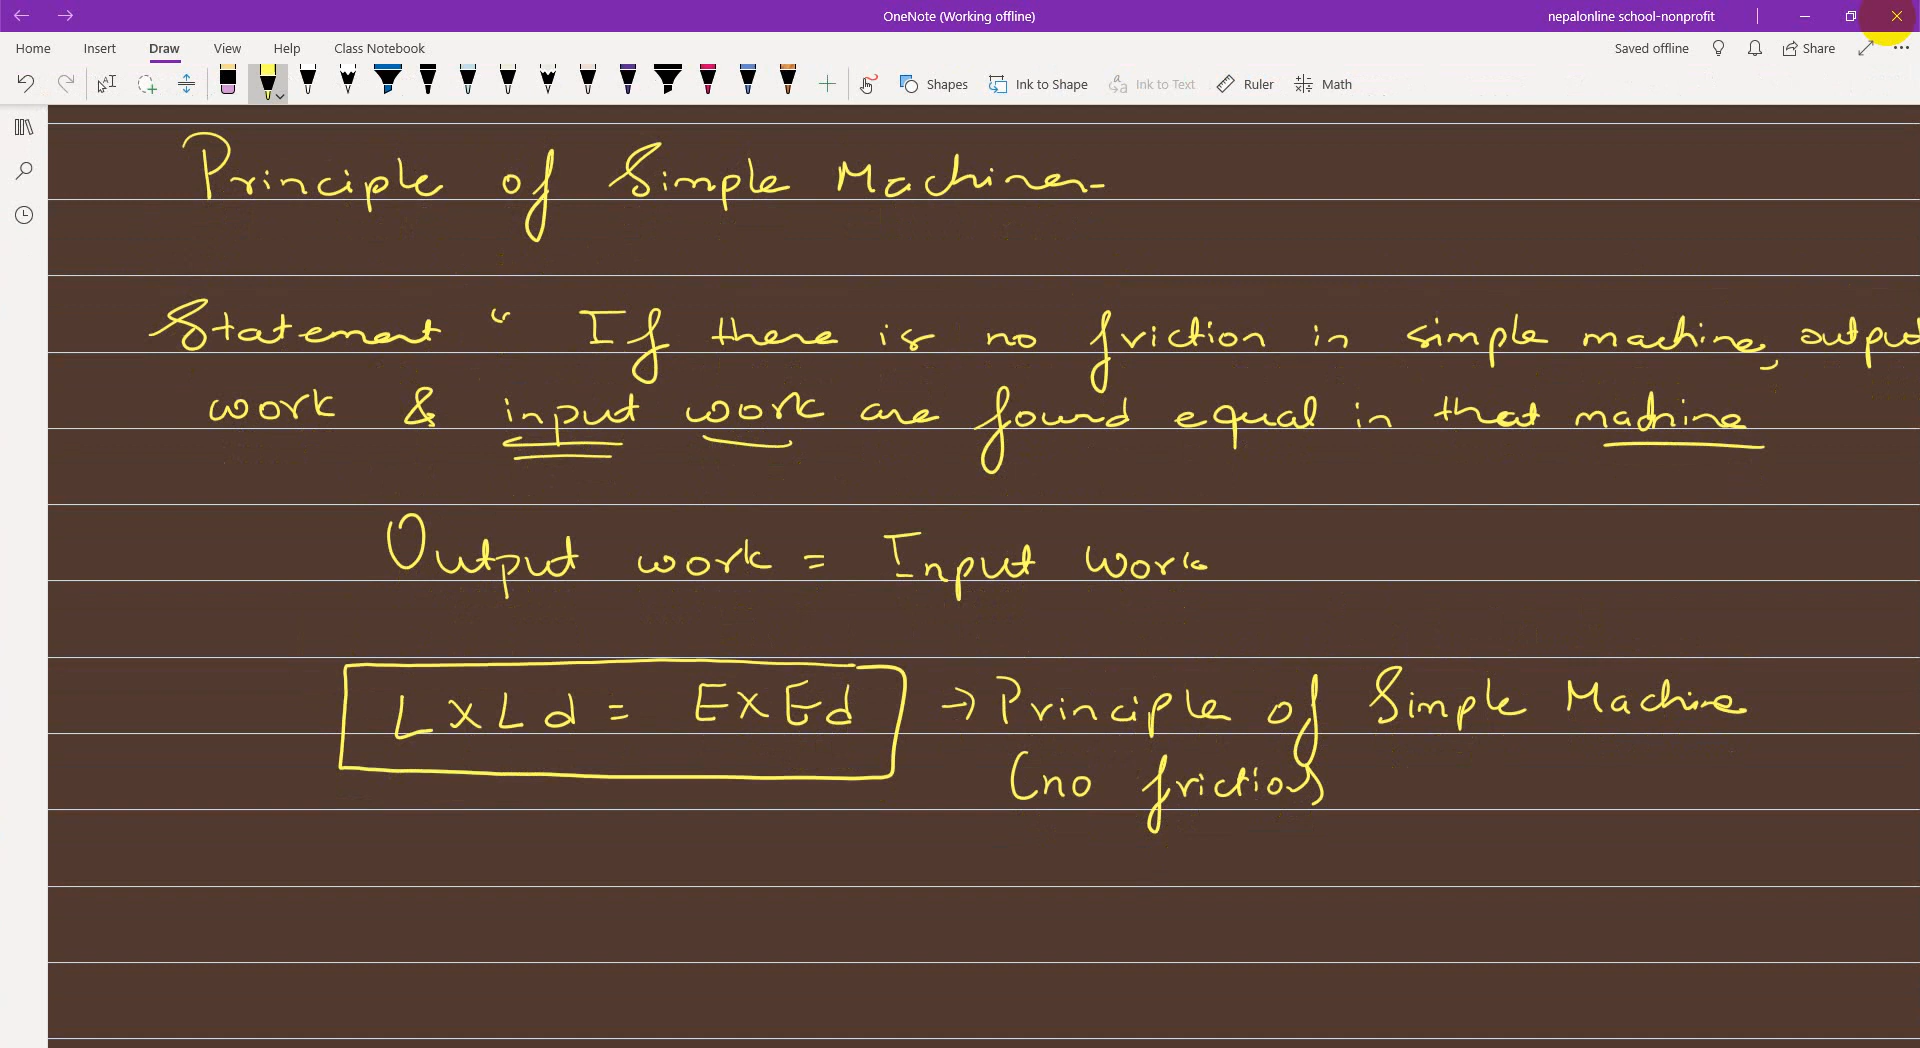 OneNote (Working offline)
nepalonline school-nonprofit
Home Insert Draw View Help Class Notebook
Saved offline Share
Shapes Ink to Shape Ink to Text Ruler Math
Principle of Simple Machine-
Statement " If there is no friction in simple machine, outpu
work & input work are found equal in that machine
Output work = Input Work
L x Ld = E x Ed → Principle of Simple Machine
(no friction)